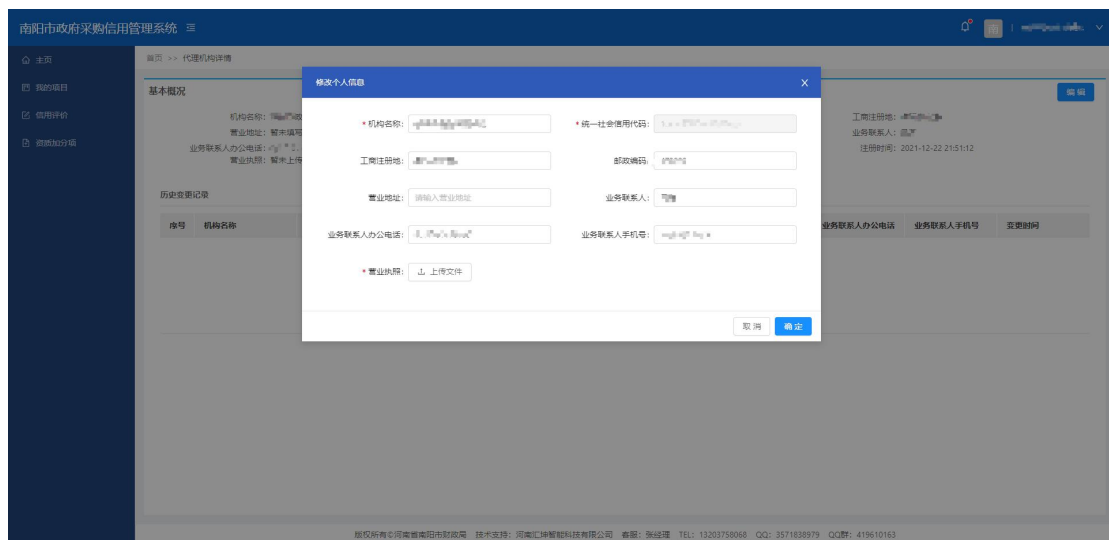 南阳市政府采购信用管理系统
主页
我的项目
信用评价
资质加分项
首页 >> 代理机构详情
基本概况
编 辑
机构名称:
营业地址: 暂未填写
业务联系人办公电话:
营业执照: 暂未上传
工商注册地:
业务联系人:
注册时间: 2021-12-22 21:51:12
历史变更记录
序号 机构名称 业务联系人办公电话 业务联系人手机号 变更时间
修改个人信息 X
* 机构名称: * 统一社会信用代码:
工商注册地: 邮政编码:
营业地址: 请输入营业地址 业务联系人:
业务联系人办公电话: 业务联系人手机号:
* 营业执照: 上传文件
取 消 确 定
版权所有©河南省南阳市财政局 技术支持: 河南汇坤智能科技有限公司 客服: 张经理 TEL: 13203758068 QQ: 3571838979 QQ群: 419610163